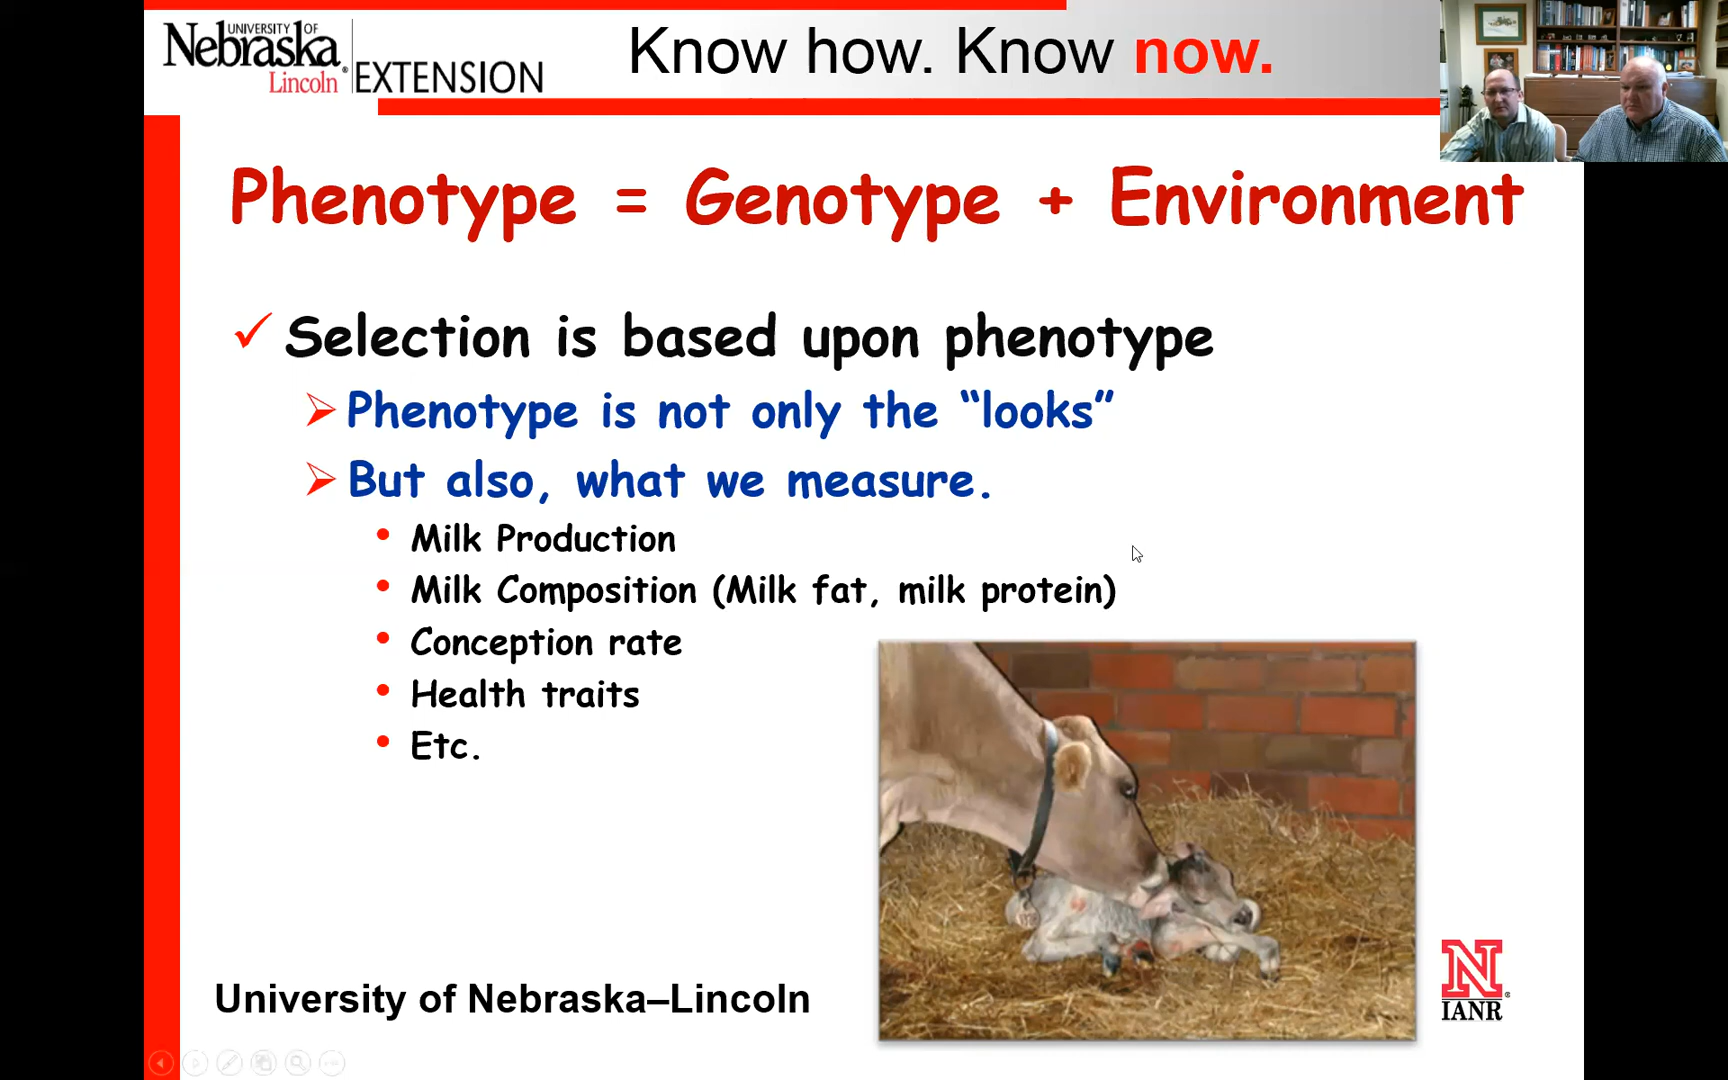 UNIVERSITY OF
Nebraska
Lincoln
EXTENSION
Know how. Know now.
Phenotype = Genotype + Environment
Selection is based upon phenotype
Phenotype is not only the “looks”
But also, what we measure.
Milk Production
Milk Composition (Milk fat, milk protein)
Conception rate
Health traits
Etc.
University of Nebraska–Lincoln
N
IANR